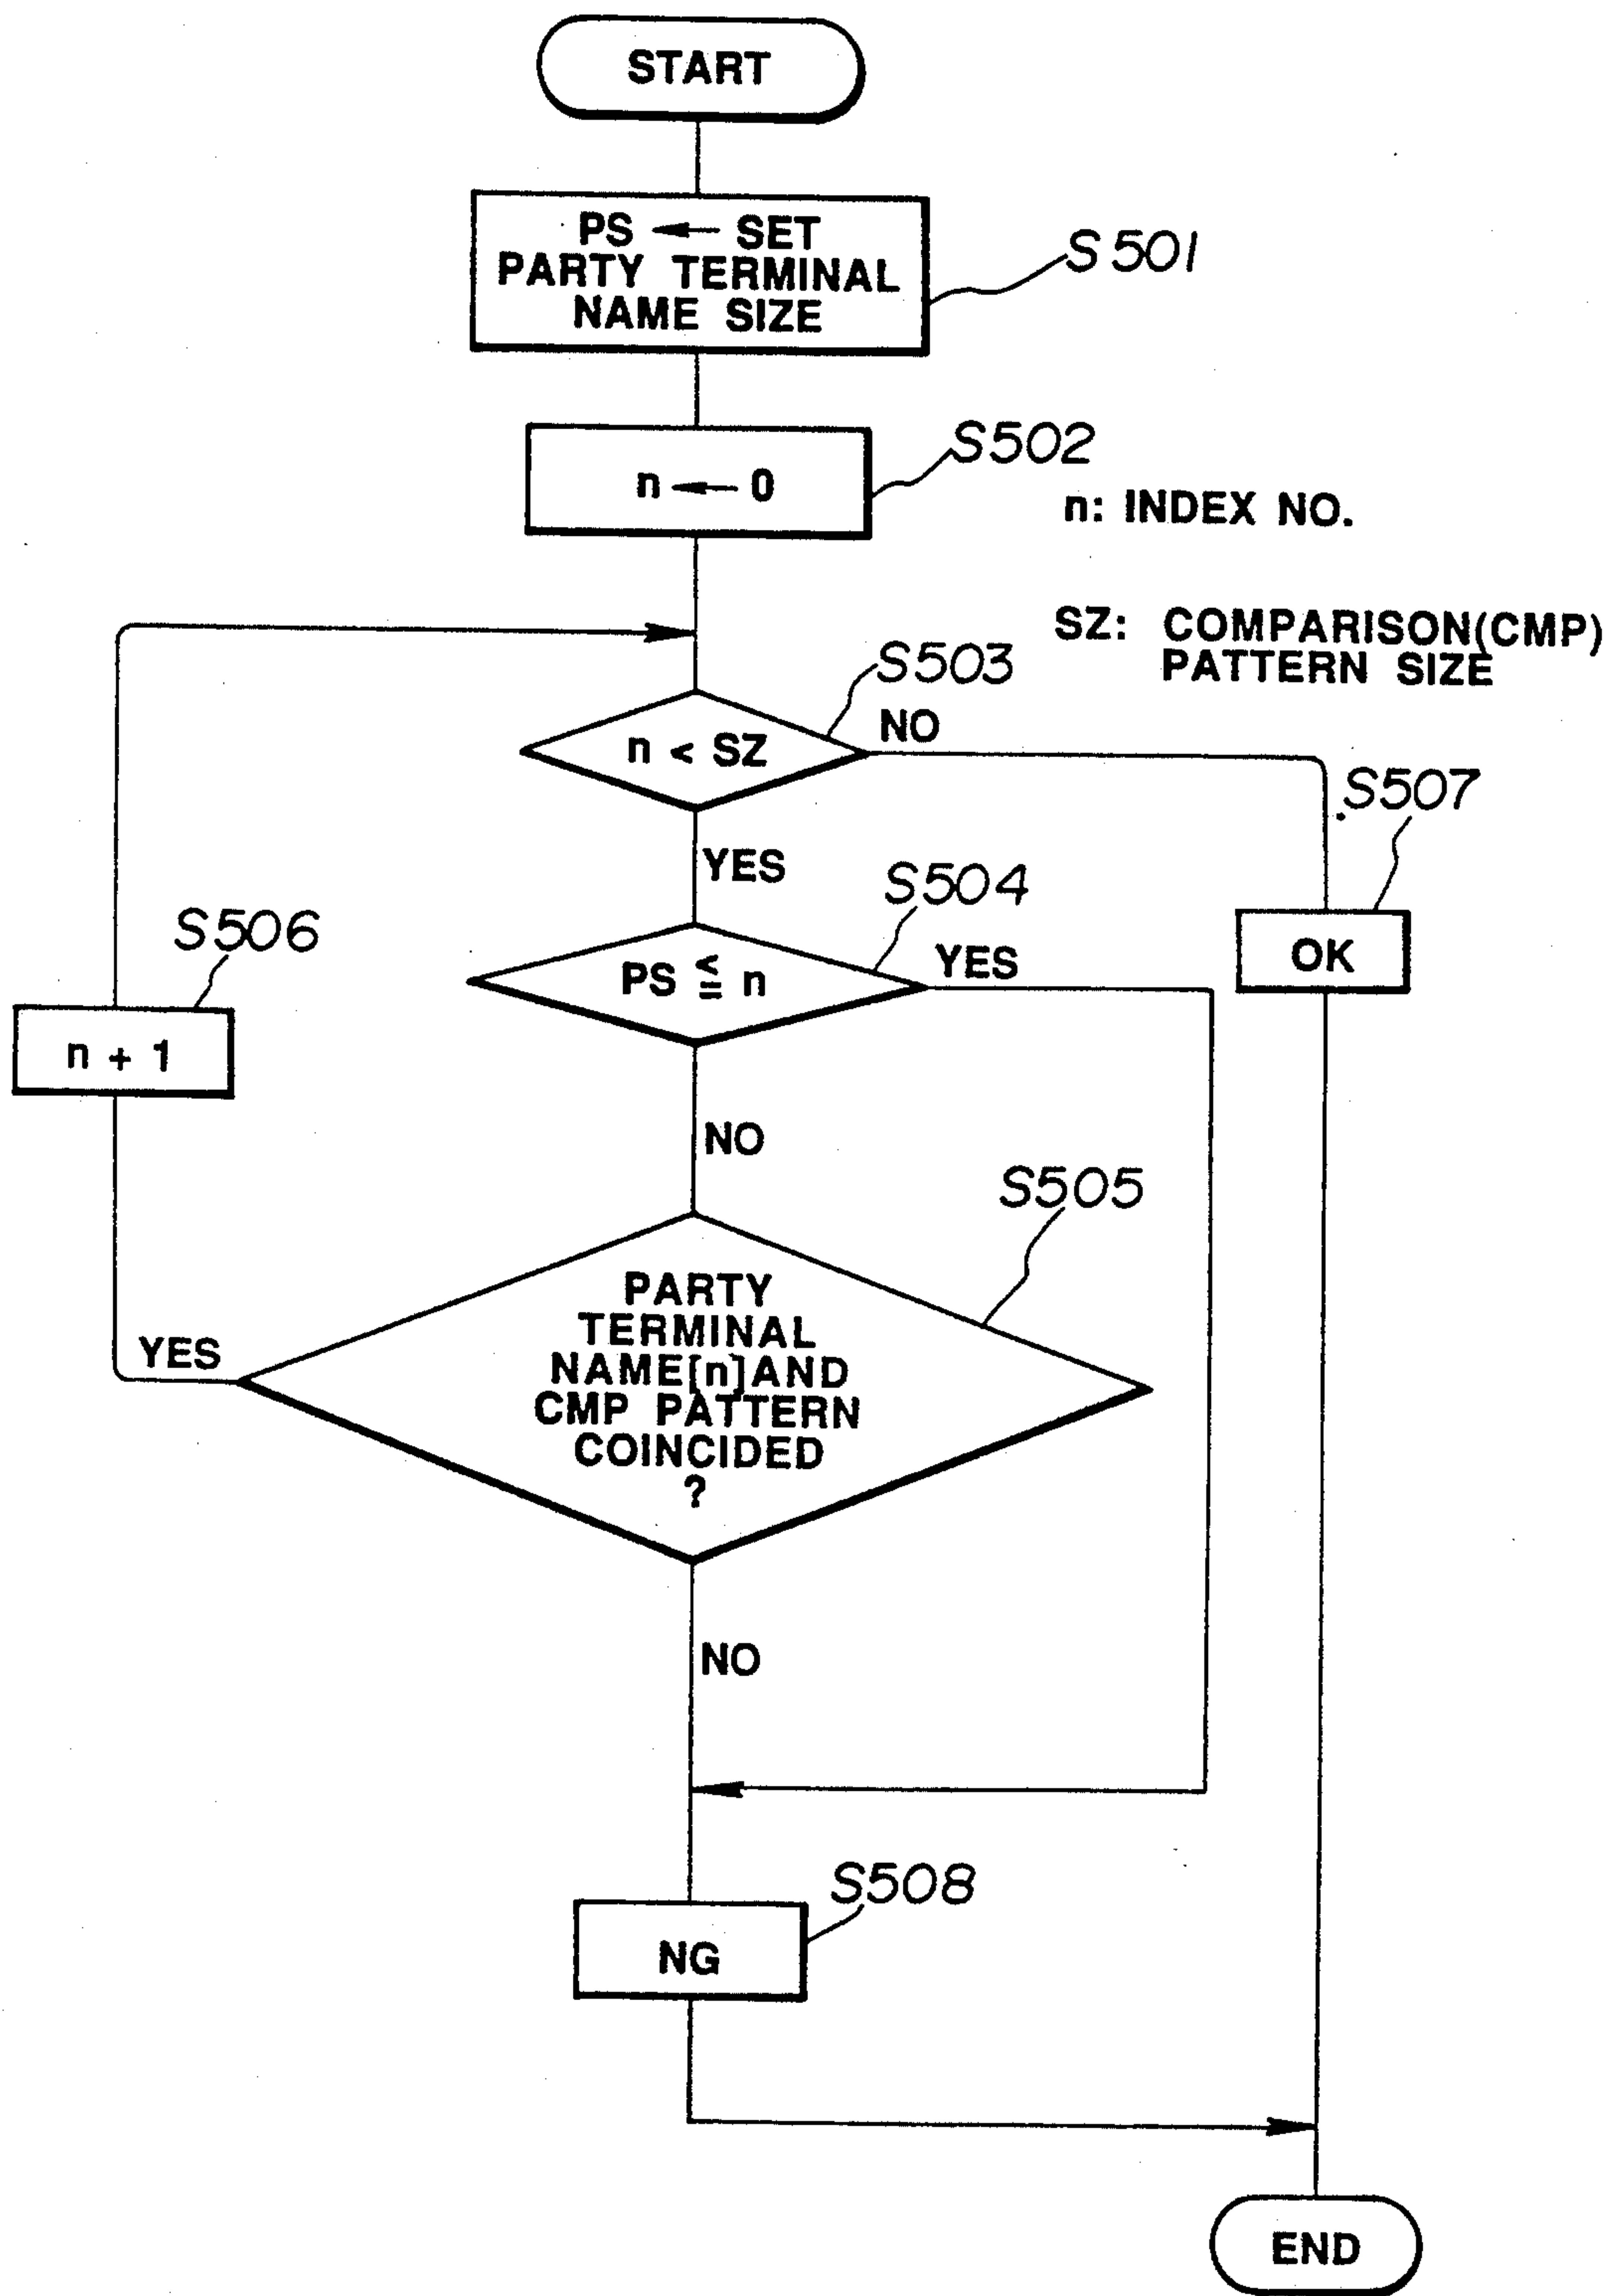 START
PS ← SET
PARTY TERMINAL
NAME SIZE
S501
n ← 0
S502
n: INDEX NO.
SZ: COMPARISON(CMP)
PATTERN SIZE
S503
n < SZ
NO
S507
YES
S504
OK
S506
PS ≦ n
YES
n + 1
NO
S505
PARTY
TERMINAL
NAME[n]AND
CMP PATTERN
COINCIDED
?
YES
NO
S508
NG
END